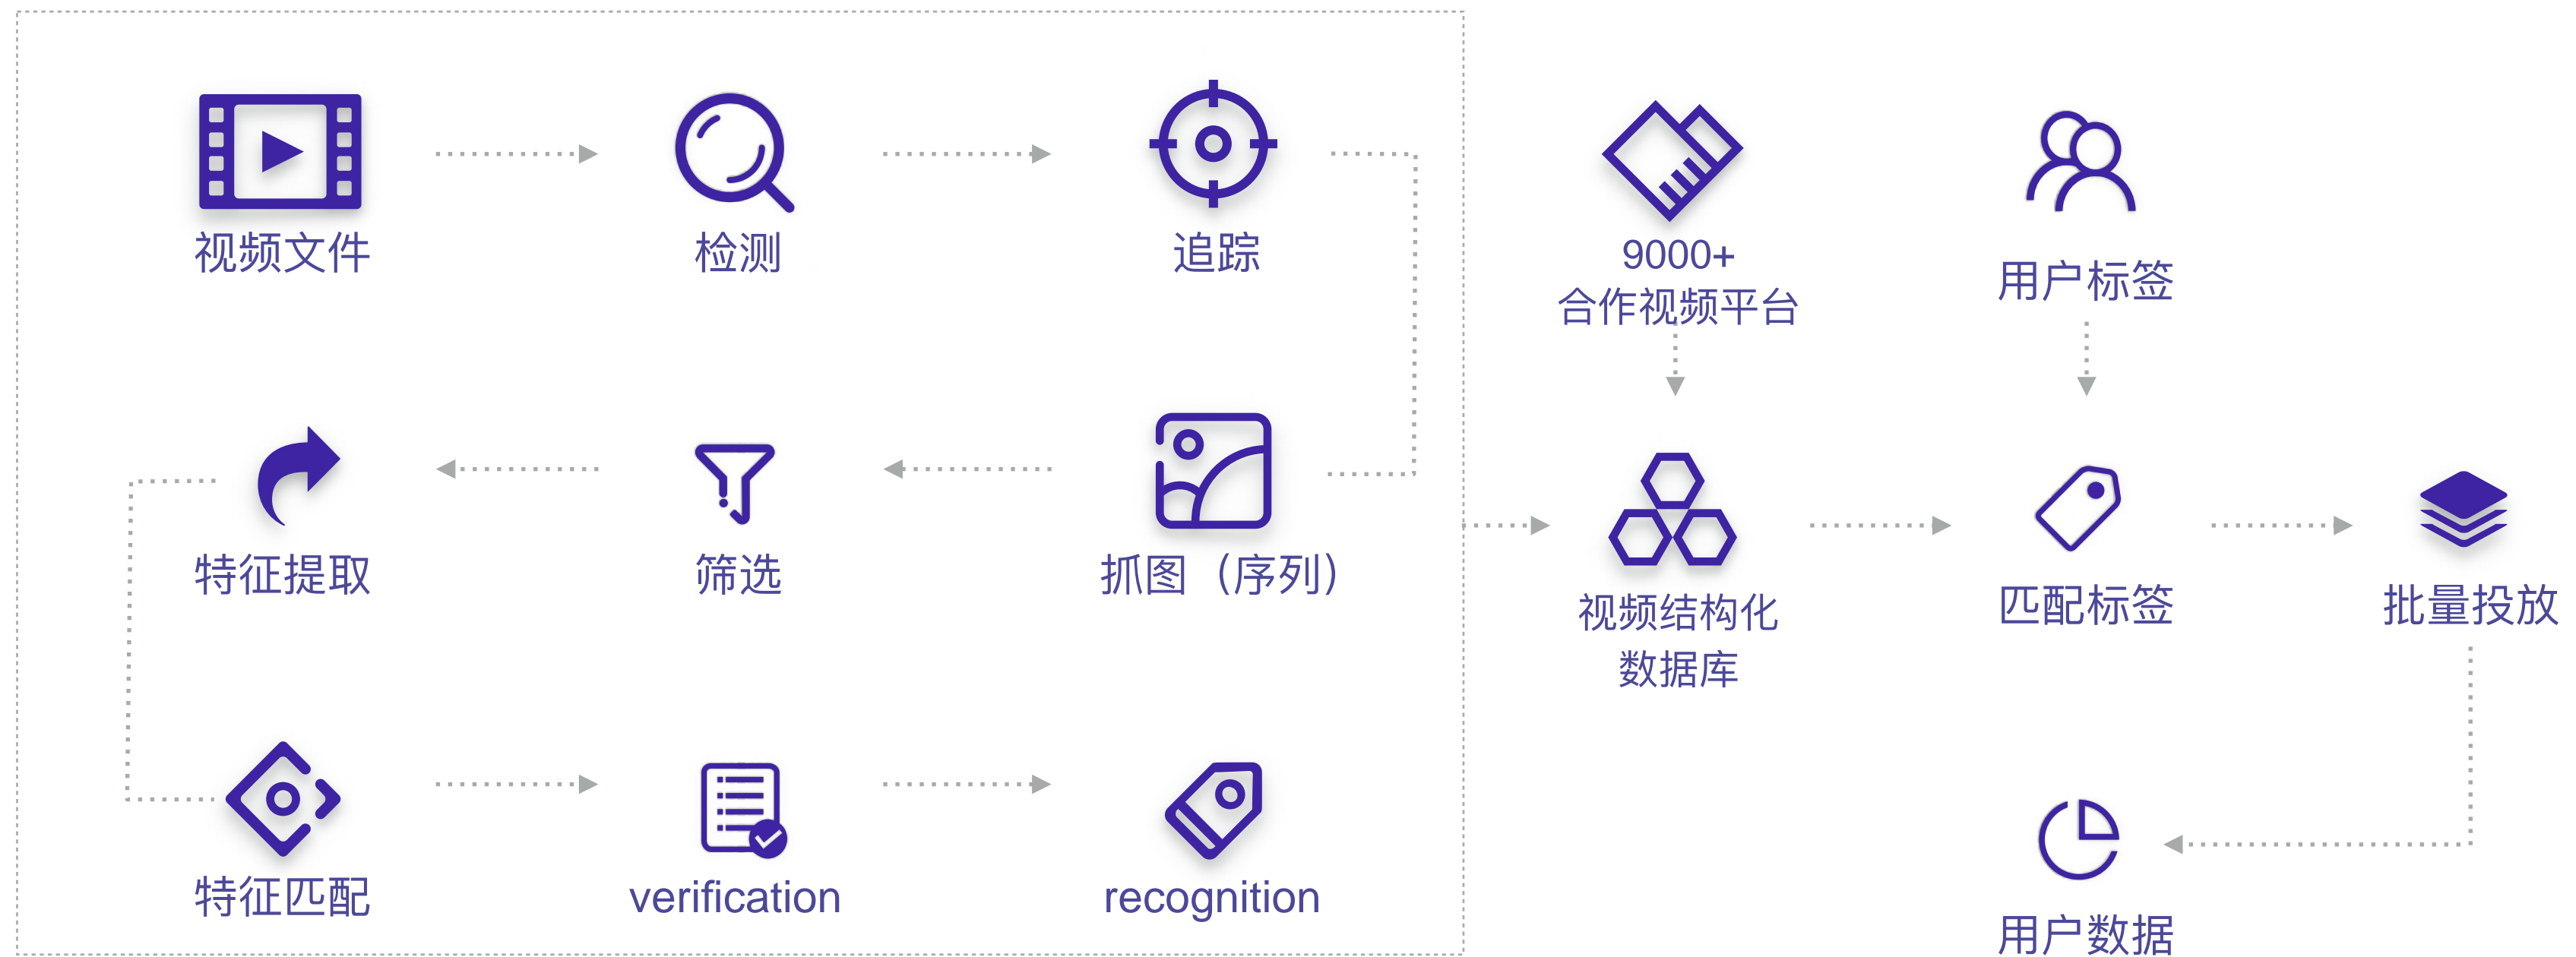 视频文件
检测
追踪
特征提取
筛选
抓图（序列）
特征匹配
verification
recognition
9000+
合作视频平台
用户标签
视频结构化
数据库
匹配标签
批量投放
用户数据